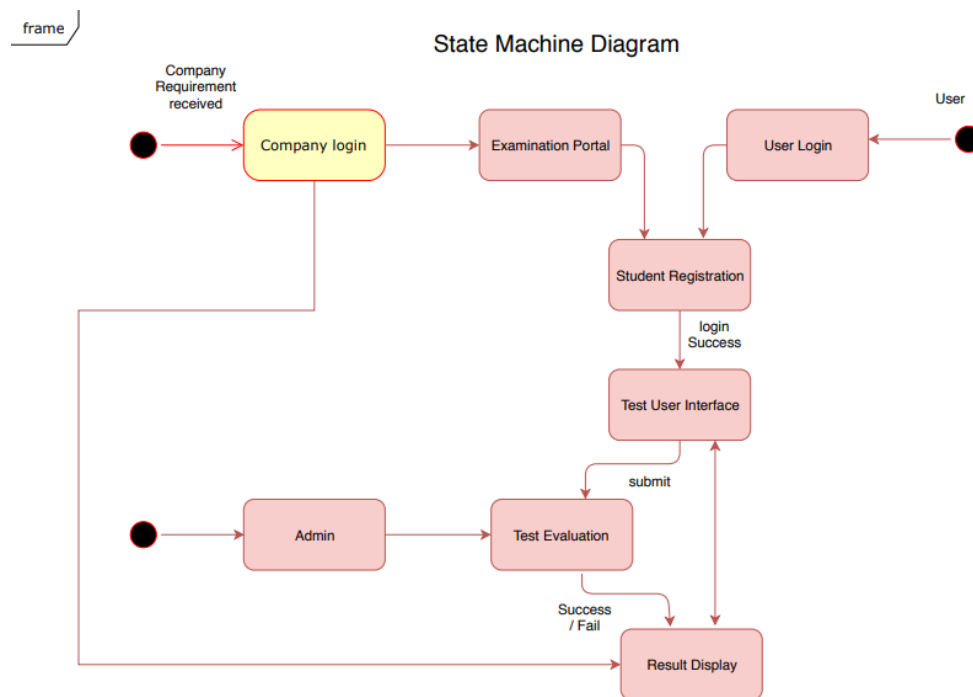 frame
State Machine Diagram
Company
Requirement
received
User
Company login
Examination Portal
User Login
Student Registration
login
Success
Test User Interface
submit
Admin
Test Evaluation
Success
/ Fail
Result Display